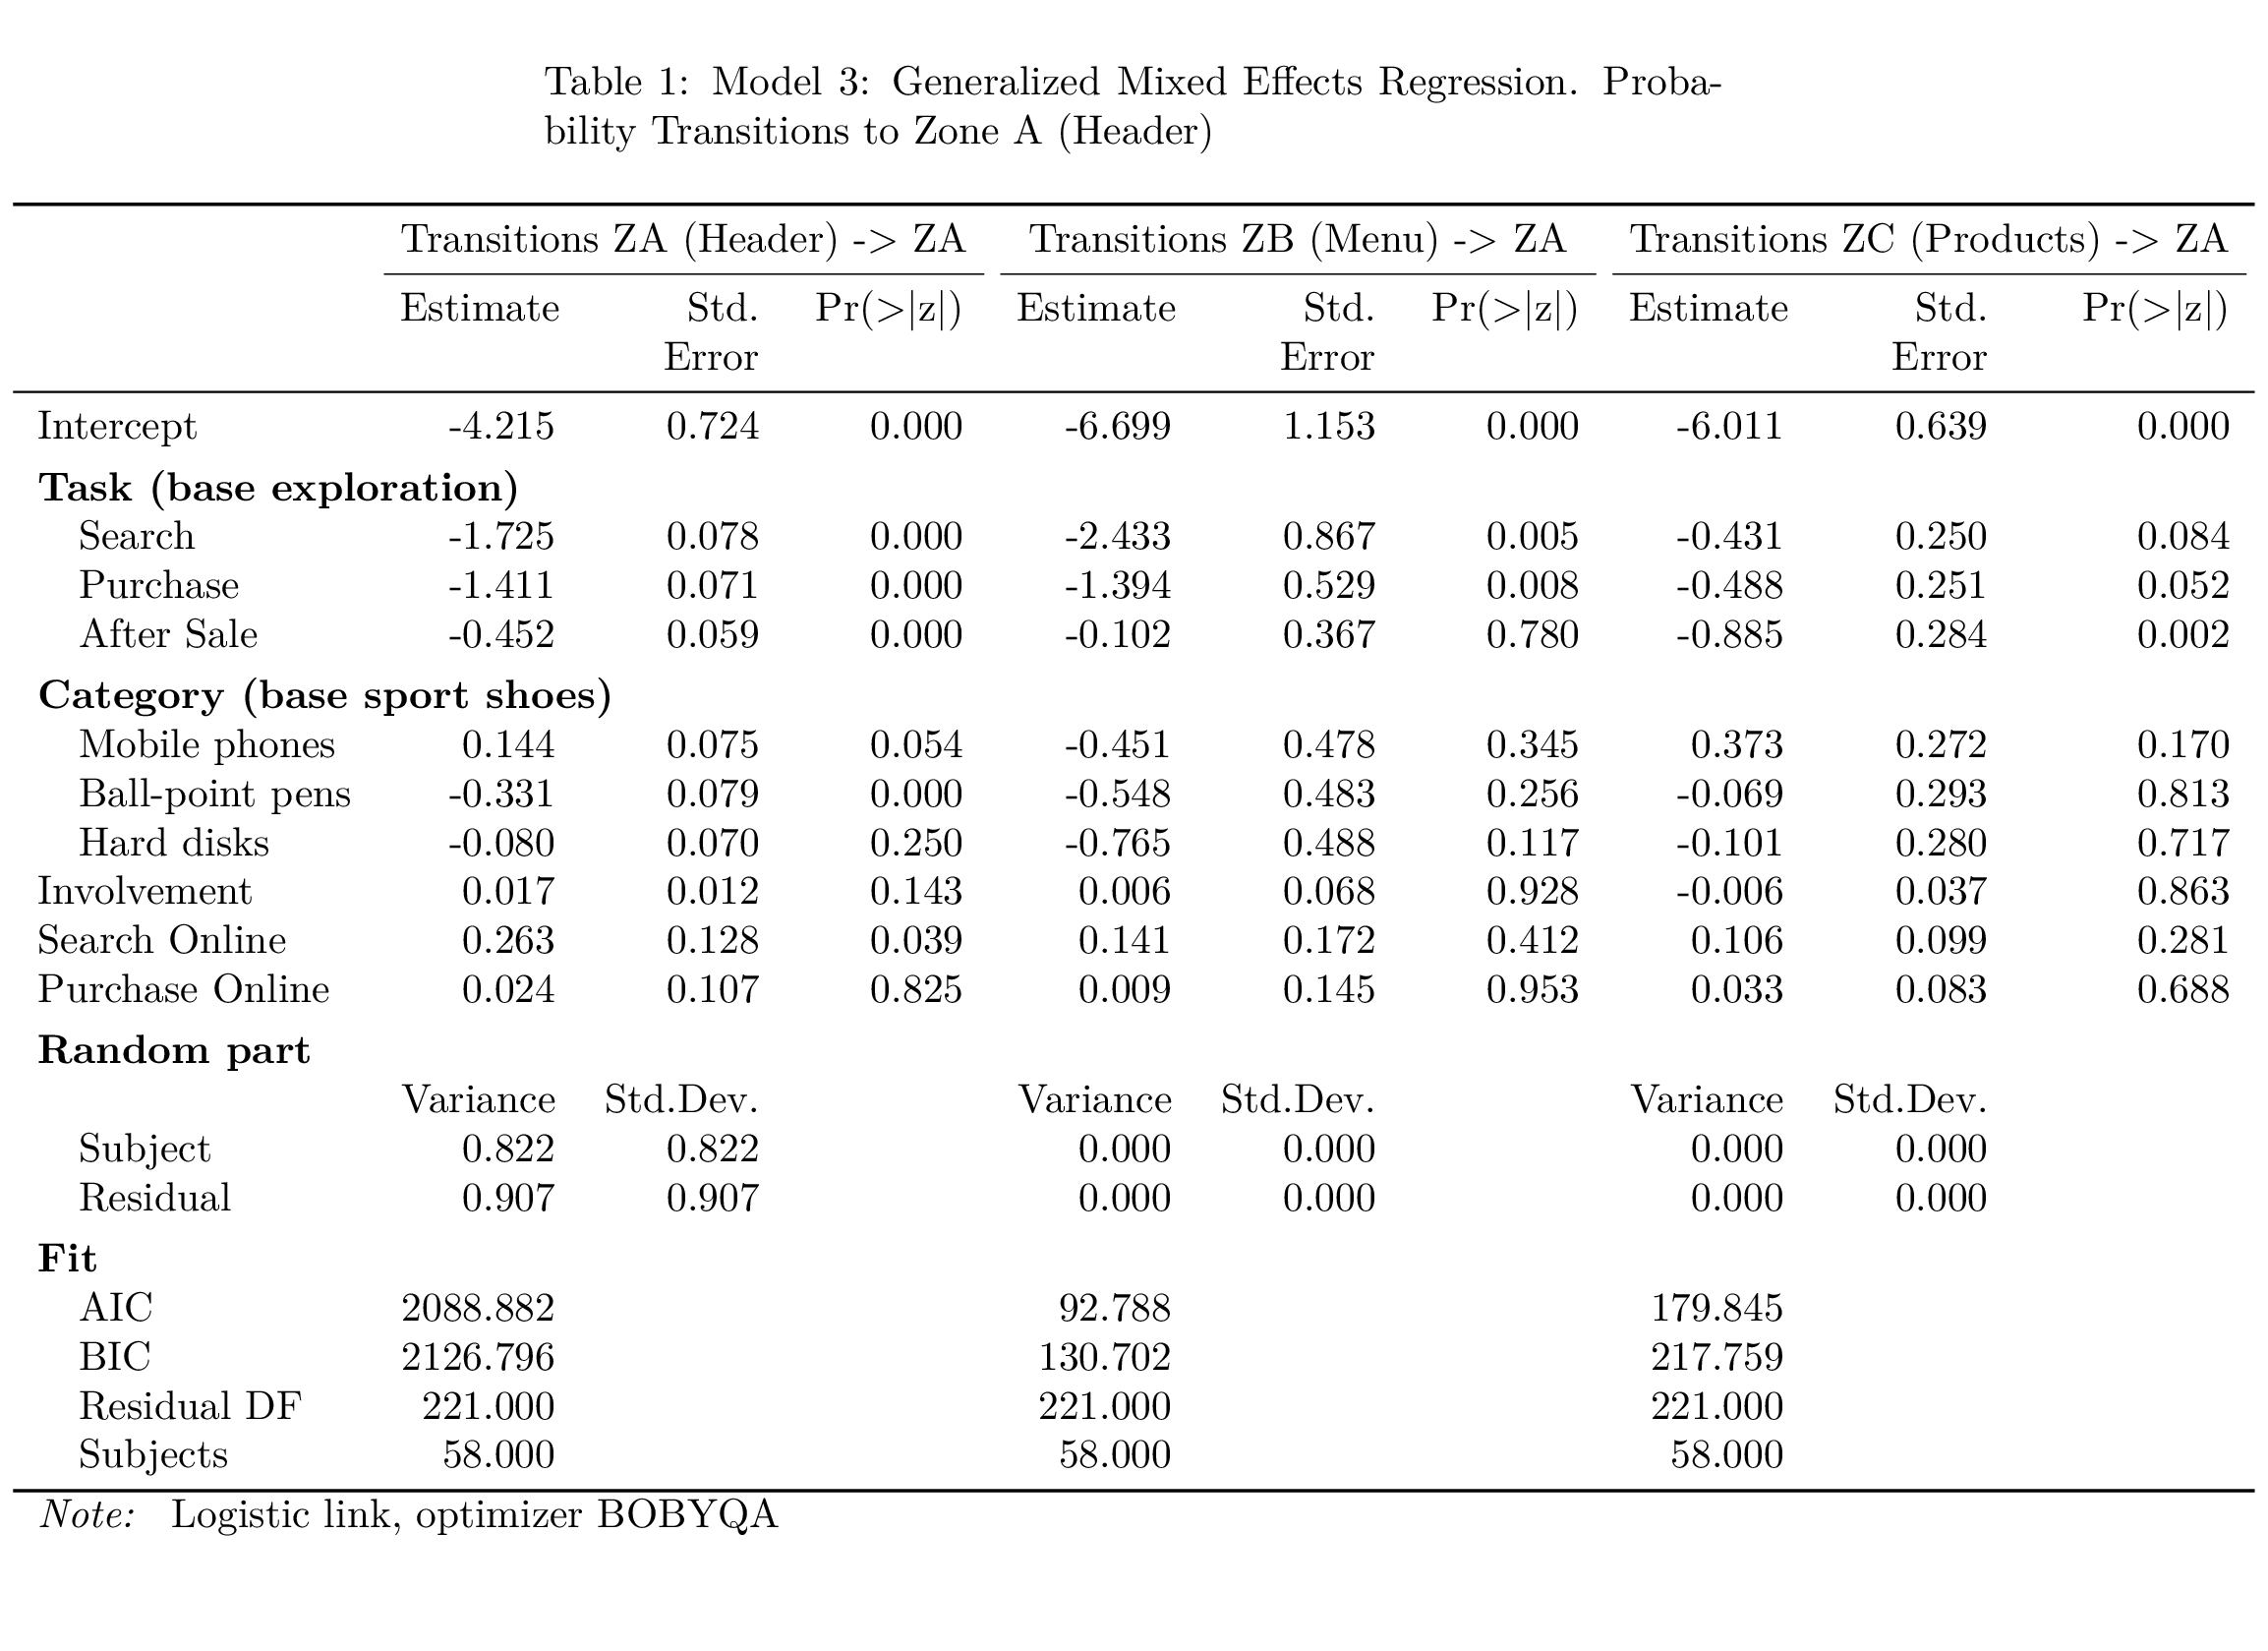 Table 1: Model 3: Generalized Mixed Effects Regression. Proba-
bility Transitions to Zone A (Header)
Transitions ZA (Header) -> ZA Transitions ZB (Menu) -> ZA Transitions ZC (Products) -> ZA
Estimate Std. Pr(>|z|) Estimate Std. Pr(>|z|) Estimate Std. Pr(>|z|)
Error Error Error
Intercept -4.215 0.724 0.000 -6.699 1.153 0.000 -6.011 0.639 0.000
Task (base exploration)
Search -1.725 0.078 0.000 -2.433 0.867 0.005 -0.431 0.250 0.084
Purchase -1.411 0.071 0.000 -1.394 0.529 0.008 -0.488 0.251 0.052
After Sale -0.452 0.059 0.000 -0.102 0.367 0.780 -0.885 0.284 0.002
Category (base sport shoes)
Mobile phones 0.144 0.075 0.054 -0.451 0.478 0.345 0.373 0.272 0.170
Ball-point pens -0.331 0.079 0.000 -0.548 0.483 0.256 -0.069 0.293 0.813
Hard disks -0.080 0.070 0.250 -0.765 0.488 0.117 -0.101 0.280 0.717
Involvement 0.017 0.012 0.143 0.006 0.068 0.928 -0.006 0.037 0.863
Search Online 0.263 0.128 0.039 0.141 0.172 0.412 0.106 0.099 0.281
Purchase Online 0.024 0.107 0.825 0.009 0.145 0.953 0.033 0.083 0.688
Random part
Variance Std.Dev. Variance Std.Dev. Variance Std.Dev.
Subject 0.822 0.822 0.000 0.000 0.000 0.000
Residual 0.907 0.907 0.000 0.000 0.000 0.000
Fit
AIC 2088.882 92.788 179.845
BIC 2126.796 130.702 217.759
Residual DF 221.000 221.000 221.000
Subjects 58.000 58.000 58.000
Note: Logistic link, optimizer BOBYQA